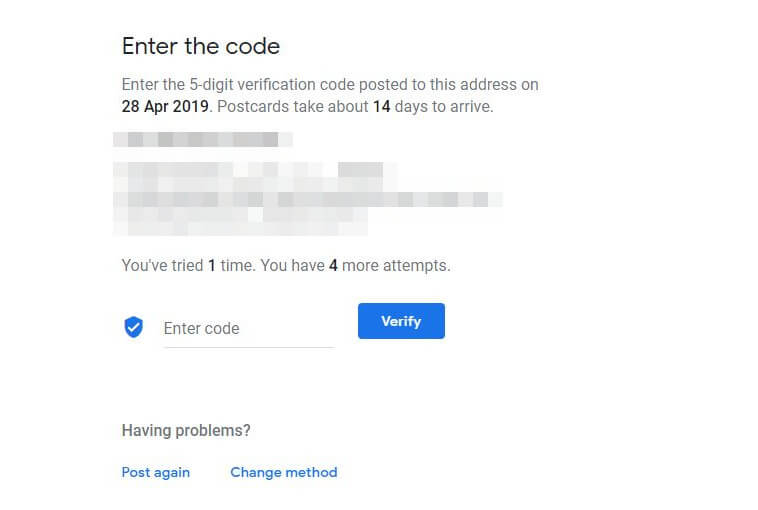 Enter the code
Enter the 5-digit verification code posted to this address on
28 Apr 2019. Postcards take about 14 days to arrive.
You've tried 1 time. You have 4 more attempts.
Enter code
Verify
Having problems?
Post again
Change method